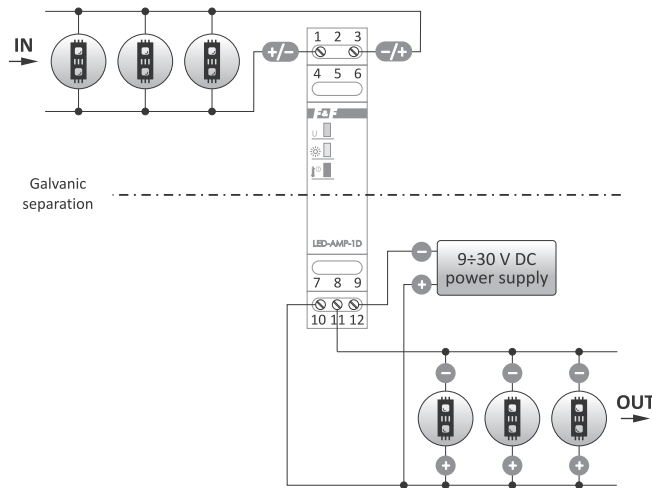 IN
+/-
1 2 3
-/+
4 5 6
F&F
U
Galvanic
separation
LED-AMP-1D
7 8 9
10 11 12
-
+
9÷30 V DC
power supply
- - -
OUT
+ + +